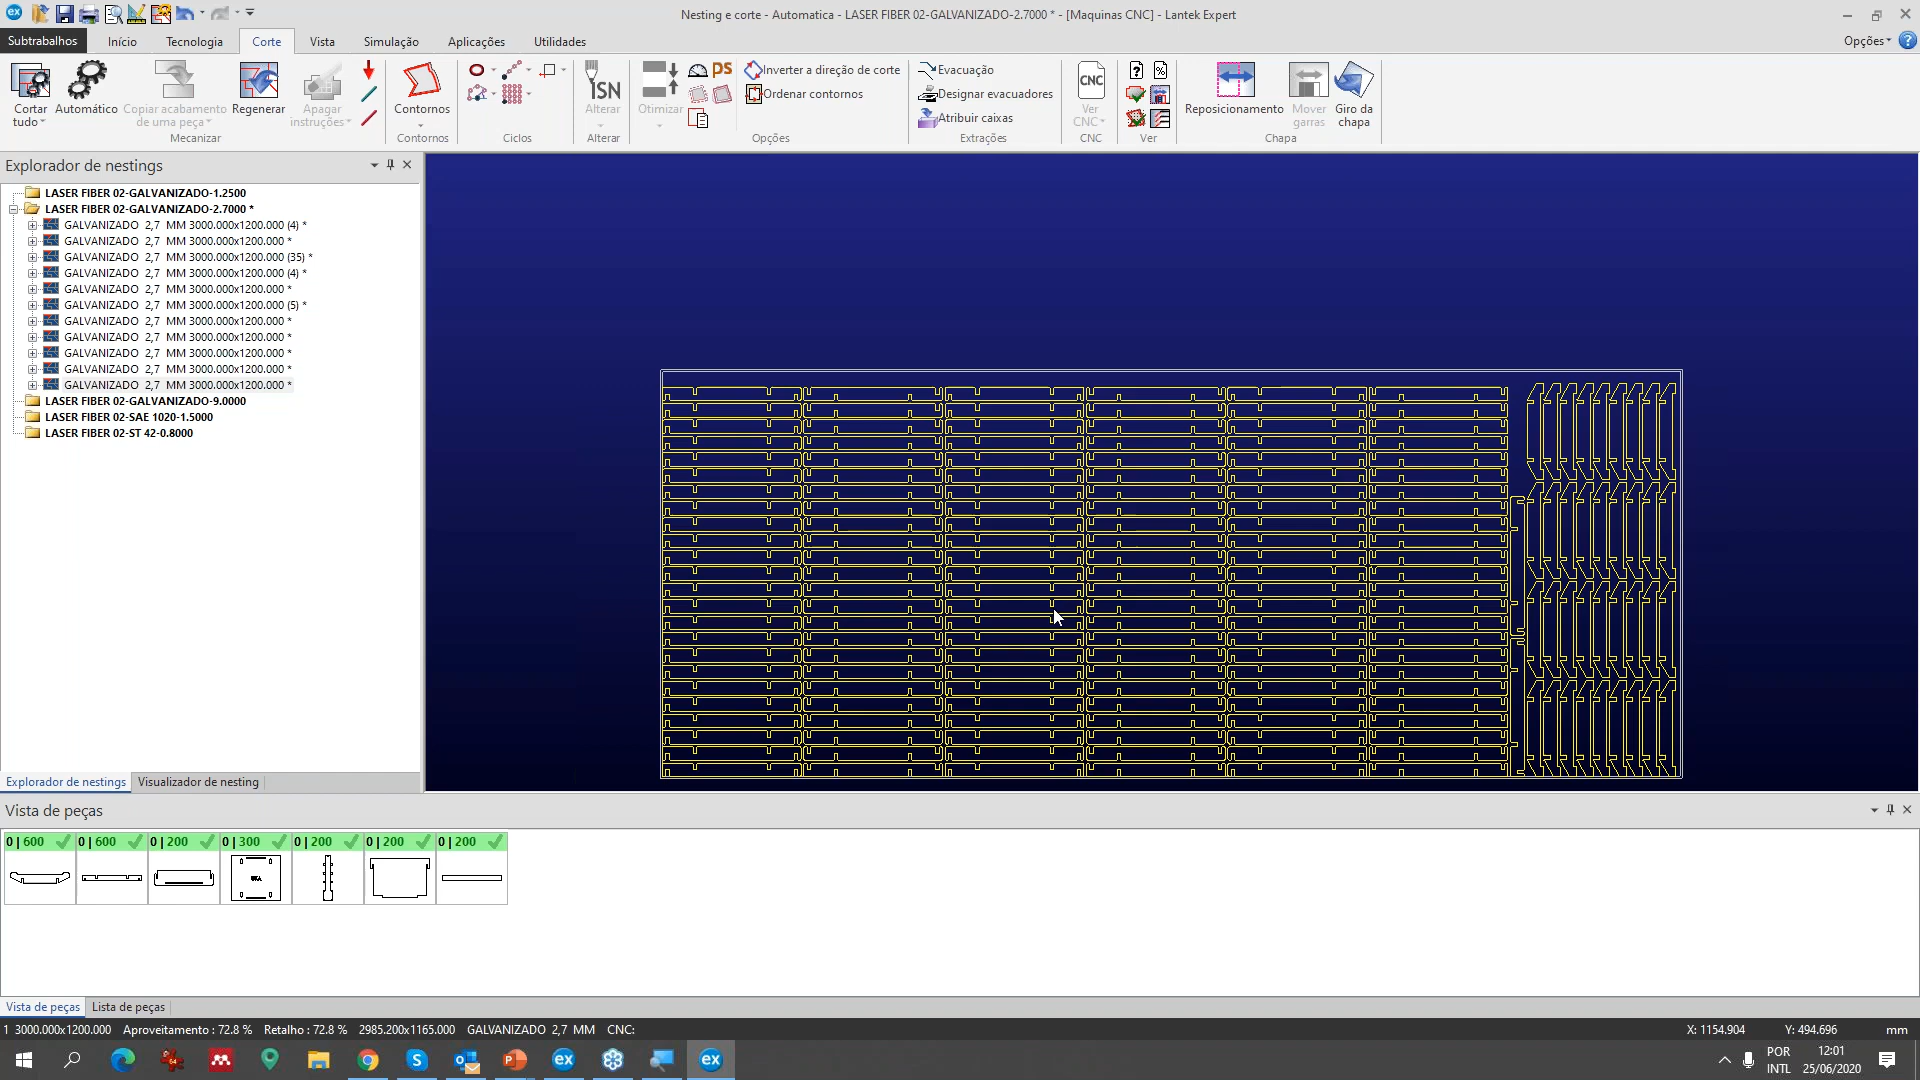 Nesting e corte - Automatica - LASER FIBER 02-GALVANIZADO-2.7000 * - [Maquinas CNC] - Lantek Expert
Subtrabalhos Início Tecnologia Corte Vista Simulação Aplicações Utilidades Opções
Cortar tudo
Automático
Copiar acabamento de uma peça
Regenerar
Apagar instruções
Mecanizar
Contornos
Contornos
Ciclos
ISN
Alterar
Alterar
Otimizar
PS
Inverter a direção de corte
Ordenar contornos
Opções
Evacuação
Designar evacuadores
Atribuir caixas
Extrações
CNC
Ver CNC
CNC
Ver
Reposicionamento
Mover garras
Giro da chapa
Chapa
Explorador de nestings
LASER FIBER 02-GALVANIZADO-1.2500
LASER FIBER 02-GALVANIZADO-2.7000 *
GALVANIZADO 2,7 MM 3000.000x1200.000 (4) *
GALVANIZADO 2,7 MM 3000.000x1200.000 *
GALVANIZADO 2,7 MM 3000.000x1200.000 (35) *
GALVANIZADO 2,7 MM 3000.000x1200.000 (4) *
GALVANIZADO 2,7 MM 3000.000x1200.000 *
GALVANIZADO 2,7 MM 3000.000x1200.000 (5) *
GALVANIZADO 2,7 MM 3000.000x1200.000 *
GALVANIZADO 2,7 MM 3000.000x1200.000 *
GALVANIZADO 2,7 MM 3000.000x1200.000 *
GALVANIZADO 2,7 MM 3000.000x1200.000 *
GALVANIZADO 2,7 MM 3000.000x1200.000 *
LASER FIBER 02-GALVANIZADO-9.0000
LASER FIBER 02-SAE 1020-1.5000
LASER FIBER 02-ST 42-0.8000
Explorador de nestings Visualizador de nesting
Vista de peças
0 | 600 0 | 600 0 | 200 0 | 300 0 | 200 0 | 200 0 | 200
Vista de peças Lista de peças
1 3000.000x1200.000 Aproveitamento : 72.8 % Retalho : 72.8 % 2985.200x1165.000 GALVANIZADO 2,7 MM CNC: X: 1154.904 Y: 494.696 mm
POR
INTL
12:01
25/06/2020